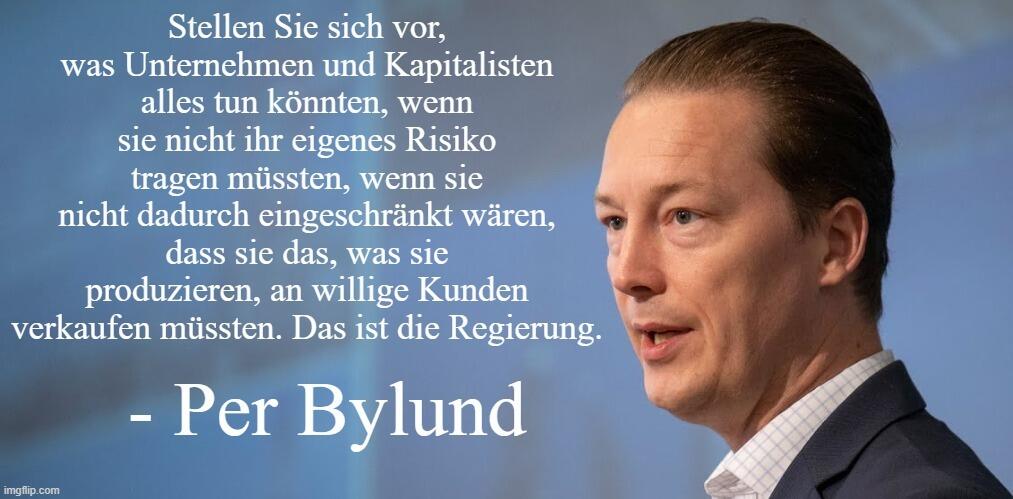 Stellen Sie sich vor,
was Unternehmen und Kapitalisten
alles tun könnten, wenn
sie nicht ihr eigenes Risiko
tragen müssten, wenn sie
nicht dadurch eingeschränkt wären,
dass sie das, was sie
produzieren, an willige Kunden
verkaufen müssten. Das ist die Regierung.
- Per Bylund
imgflip.com